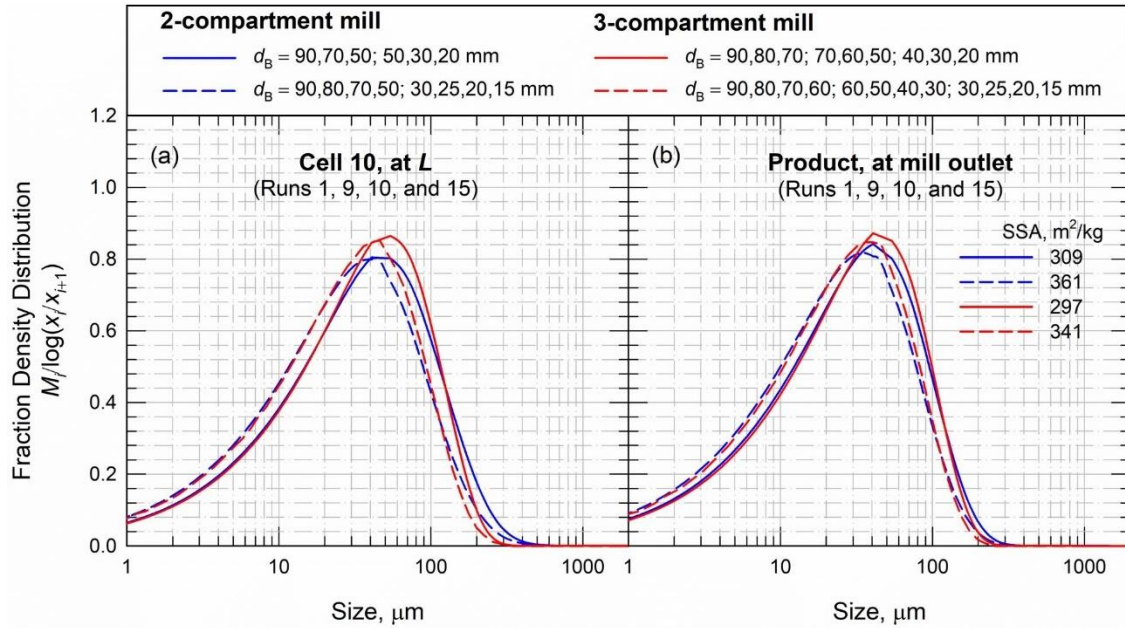 2-compartment mill
d_B = 90,70,50; 50,30,20 mm
d_B = 90,80,70,50; 30,25,20,15 mm
3-compartment mill
d_B = 90,80,70; 70,60,50; 40,30,20 mm
d_B = 90,80,70,60; 60,50,40,30; 30,25,20,15 mm
Fraction Density Distribution
M_i/log(x_i/x_{i+1})
1.2
1.0
0.8
0.6
0.4
0.2
0.0
(a)
Cell 10, at L
(Runs 1, 9, 10, and 15)
1 10 100 1000
Size, μm
(b)
Product, at mill outlet
(Runs 1, 9, 10, and 15)
SSA, m²/kg
309
361
297
341
1 10 100 1000
Size, μm